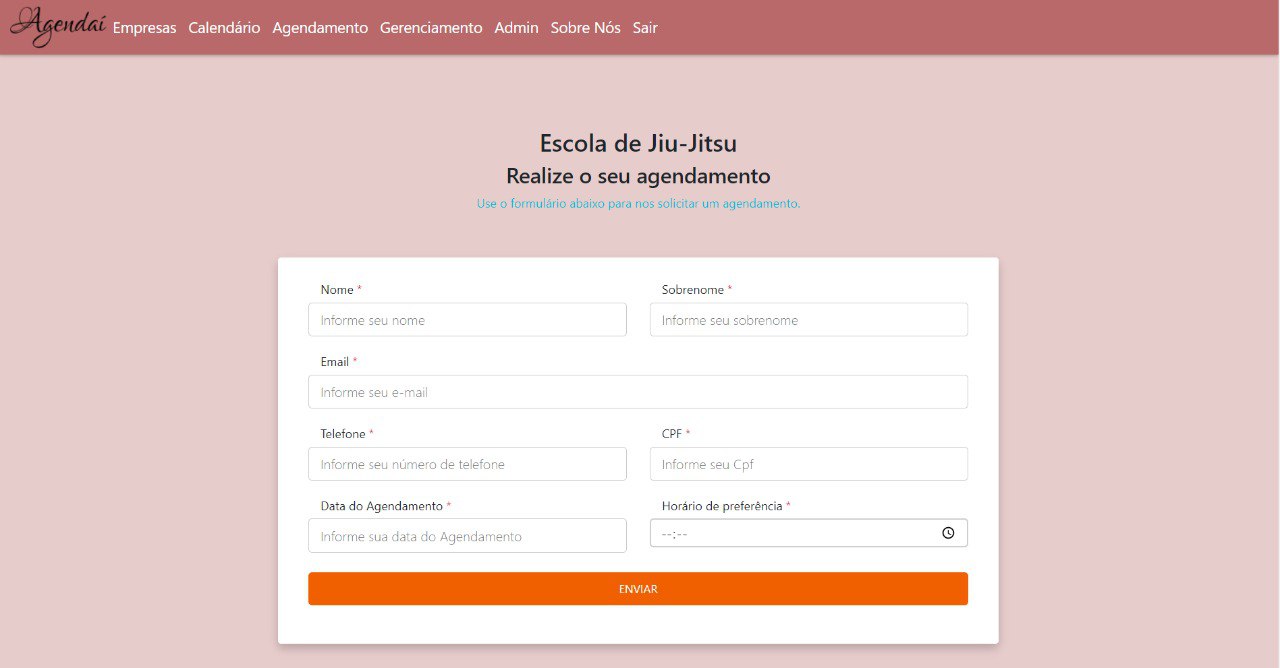 Agendaí Empresas Calendário Agendamento Gerenciamento Admin Sobre Nós Sair
Escola de Jiu-Jitsu
Realize o seu agendamento
Use o formulário abaixo para nos solicitar um agendamento.
Nome * Sobrenome *
Informe seu nome Informe seu sobrenome
Email *
Informe seu e-mail
Telefone * CPF *
Informe seu número de telefone Informe seu Cpf
Data do Agendamento * Horário de preferência *
Informe sua data do Agendamento --:--
ENVIAR